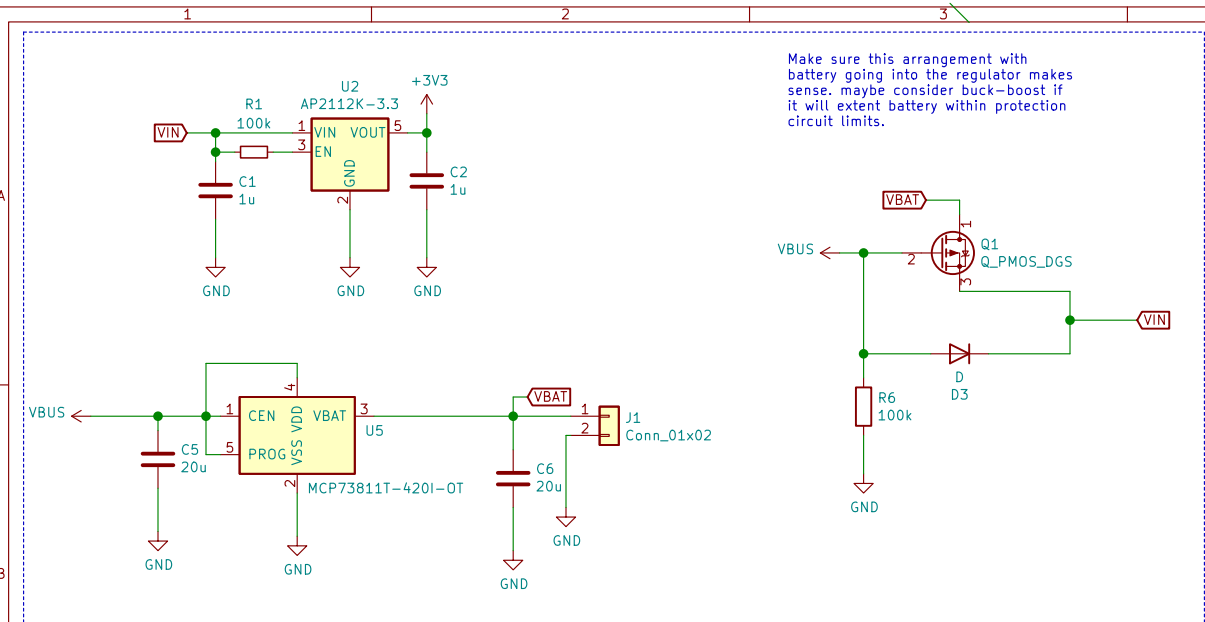 1
2
3
Make sure this arrangement with
battery going into the regulator makes
sense. maybe consider buck-boost if
it will extent battery within protection
circuit limits.
U2
AP2112K-3.3
+3V3
R1
100k
VIN
1
VIN
VOUT
5
3
EN
GND
2
C1
1u
C2
1u
GND
GND
GND
A
VBAT
1
VBUS
2
Q1
Q_PMOS_DGS
3
VIN
D
D3
R6
100k
GND
VBUS
4
1
CEN
VDD
VBAT
3
U5
5
PROG
VSS
2
MCP73811T-420I-OT
C5
20u
GND
GND
VBAT
1
2
J1
Conn_01x02
C6
20u
GND
GND
B